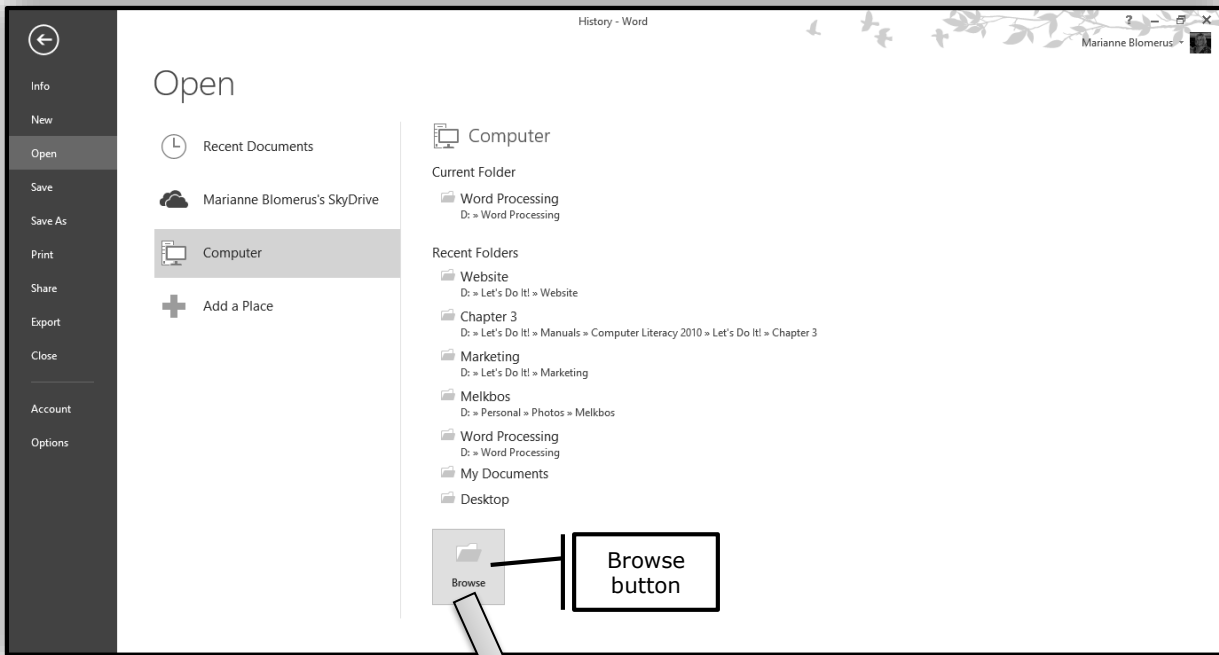 History - Word
?
Marianne Blomerus
Info
New
Open
Save
Save As
Print
Share
Export
Close
Account
Options
Open
Recent Documents
Marianne Blomerus's SkyDrive
Computer
Add a Place
Computer
Current Folder
Word Processing
D: » Word Processing
Recent Folders
Website
D: » Let's Do It! » Website
Chapter 3
D: » Let's Do It! » Manuals » Computer Literacy 2010 » Let's Do It! » Chapter 3
Marketing
D: » Let's Do It! » Marketing
Melkbos
D: » Personal » Photos » Melkbos
Word Processing
D: » Word Processing
My Documents
Desktop
Browse
Browse
button